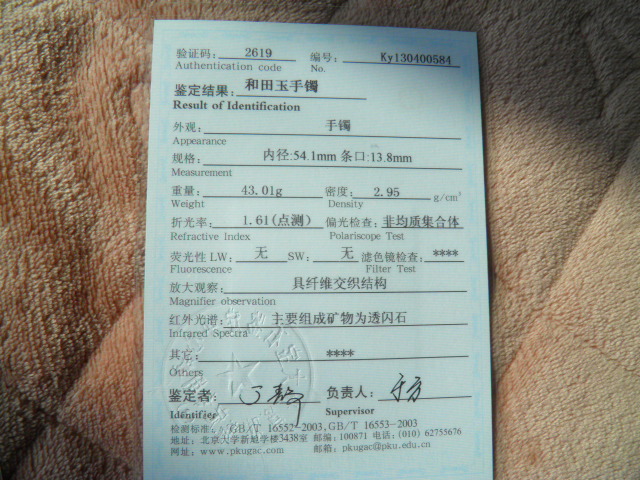 验证码: 2619 编号: Ky130400584
Authentication code No.
鉴定结果: 和田玉手镯
Result of Identification
外观: 手镯
Appearance
规格: 内径:54.1mm 条口:13.8mm
Measurement
重量: 43.01g 密度: 2.95 g/cm³
Weight Density
折光率: 1.61(点测) 偏光检查: 非均质集合体
Refractive Index Polariscope Test
荧光性 LW: 无 SW: 无 滤色镜检查: ****
Fluorescence Filter Test
放大观察: 具纤维交织结构
Magnifier observation
红外光谱: 主要组成矿物为透闪石
Infrared Spectra
其它: ****
Others
鉴定者: 负责人: 于方
Identifier Supervisor
检测标准: GB/T 16552-2003,GB/T 16553-2003
地址: 北京大学新地学楼3438室 邮编: 100871 电话: (010) 62755676
网址: www.pkugac.com 邮箱: pkugac@pku.edu.cn